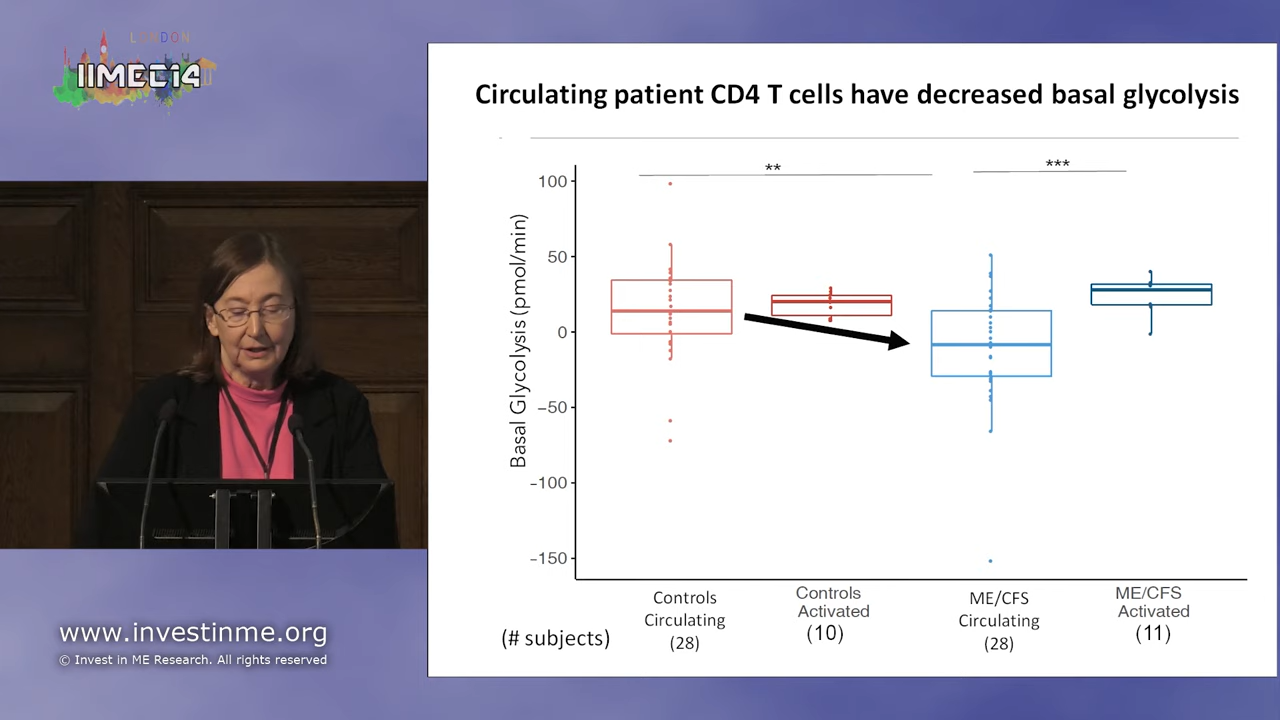 LONDON
IIMEC14
Circulating patient CD4 T cells have decreased basal glycolysis
**
***
Basal Glycolysis (pmol/min)
100
50
0
−50
−100
−150
Controls
Circulating
(28)
Controls
Activated
(10)
ME/CFS
Circulating
(28)
ME/CFS
Activated
(11)
(# subjects)
www.investinme.org
© Invest in ME Research. All rights reserved